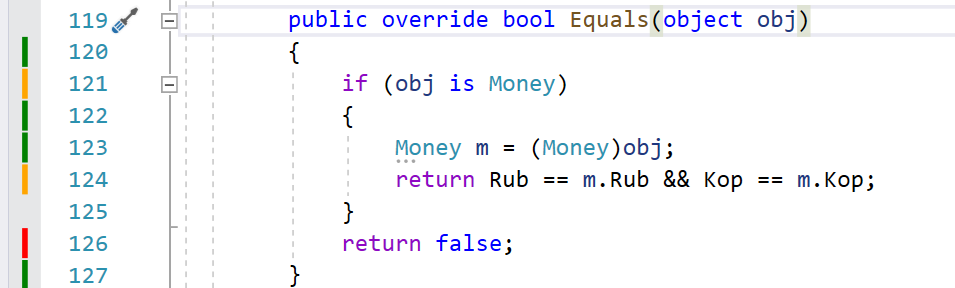 119 public override bool Equals(object obj)
120 {
121 if (obj is Money)
122 {
123 Money m = (Money)obj;
124 return Rub == m.Rub && Kop == m.Kop;
125 }
126 return false;
127 }